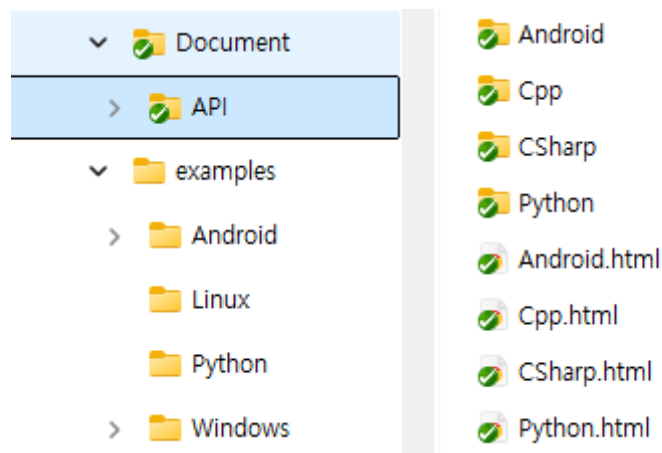 Document
API
examples
Android
Linux
Python
Windows
Android
Cpp
CSharp
Python
Android.html
Cpp.html
CSharp.html
Python.html